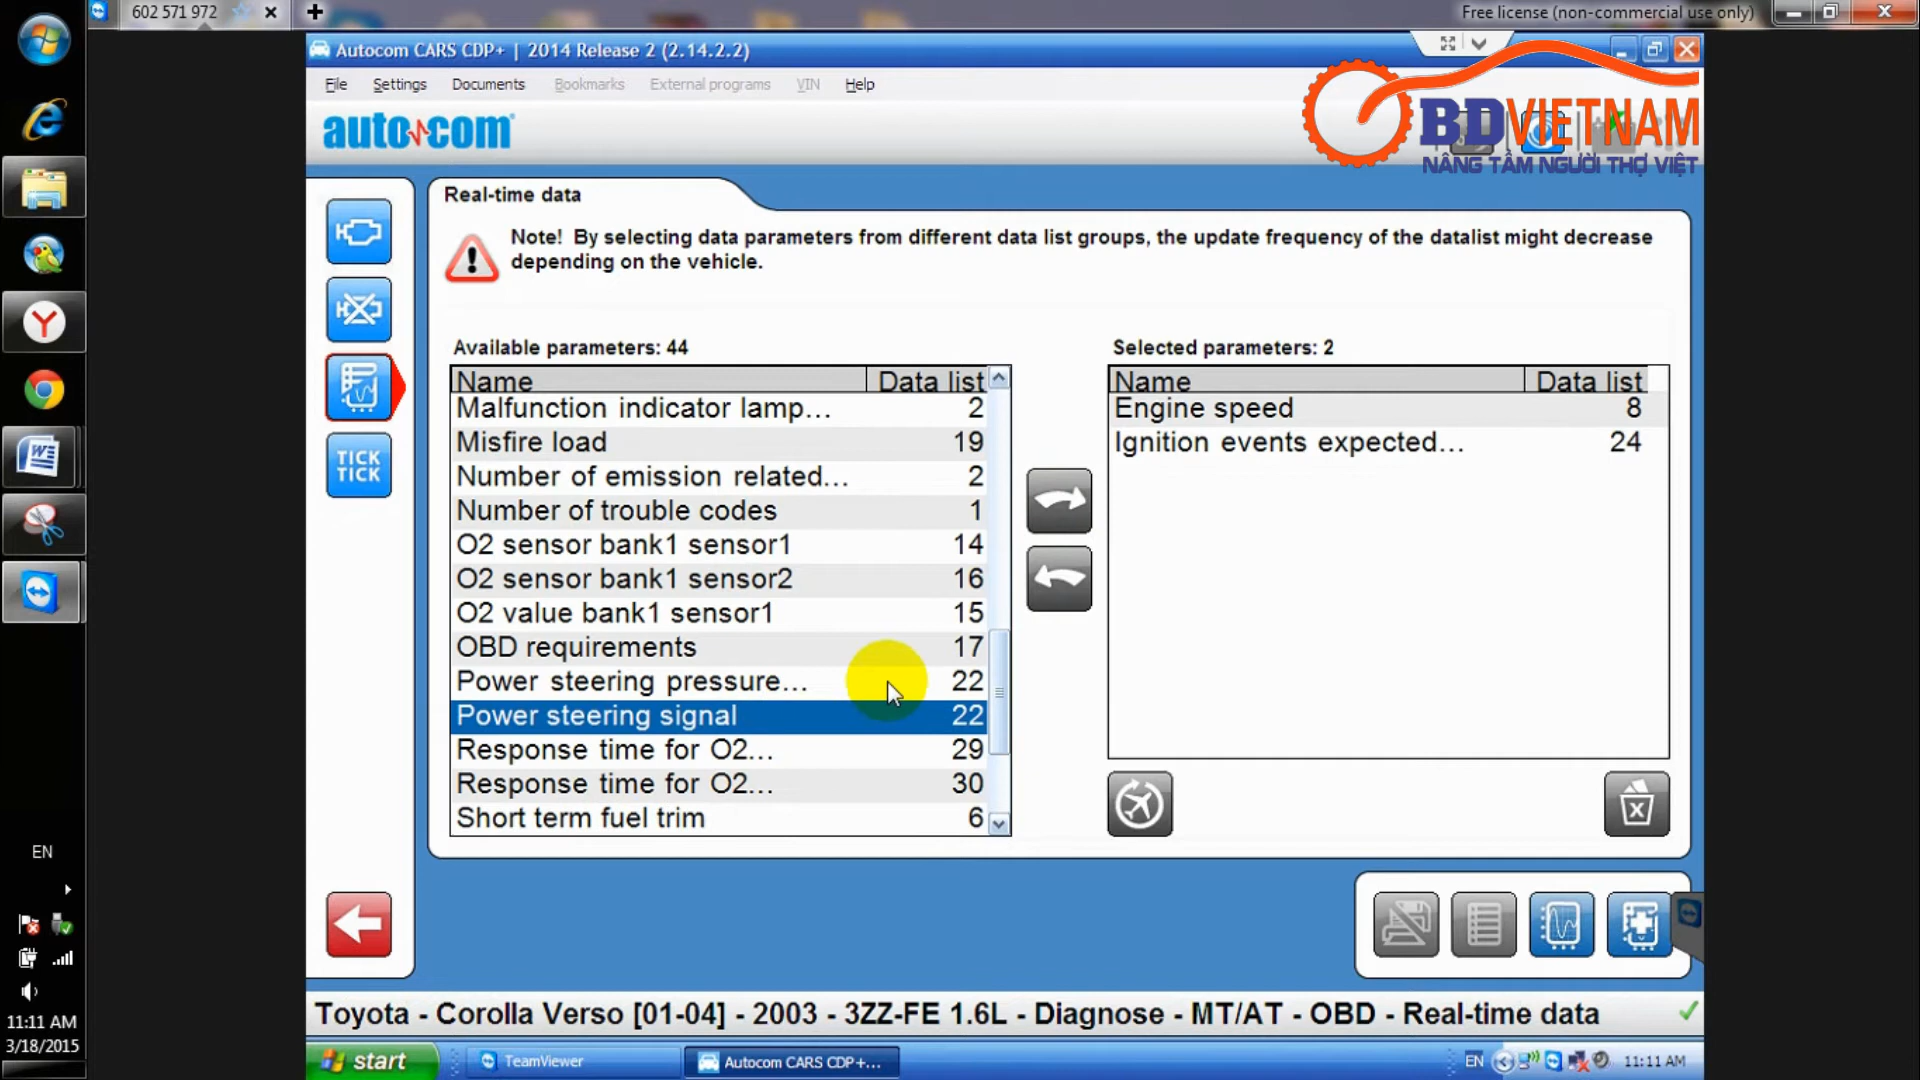 602 571 972
Free license (non-commercial use only)
Autocom CARS CDP+ | 2014 Release 2 (2.14.2.2)
File Settings Documents Bookmarks External programs VIN Help
autocom
BDVIETNAM
NÂNG TẦM NGƯỜI THỢ VIỆT
Real-time data
Note! By selecting data parameters from different data list groups, the update frequency of the datalist might decrease
depending on the vehicle.
Available parameters: 44
Name Data list
Malfunction indicator lamp... 2
Misfire load 19
Number of emission related... 2
Number of trouble codes 1
O2 sensor bank1 sensor1 14
O2 sensor bank1 sensor2 16
O2 value bank1 sensor1 15
OBD requirements 17
Power steering pressure... 22
Power steering signal 22
Response time for O2... 29
Response time for O2... 30
Short term fuel trim 6
Selected parameters: 2
Name Data list
Engine speed 8
Ignition events expected... 24
TICK
TICK
EN
11:11 AM
3/18/2015
Toyota - Corolla Verso [01-04] - 2003 - 3ZZ-FE 1.6L - Diagnose - MT/AT - OBD - Real-time data
start
TeamViewer
Autocom CARS CDP+...
EN
11:11 AM